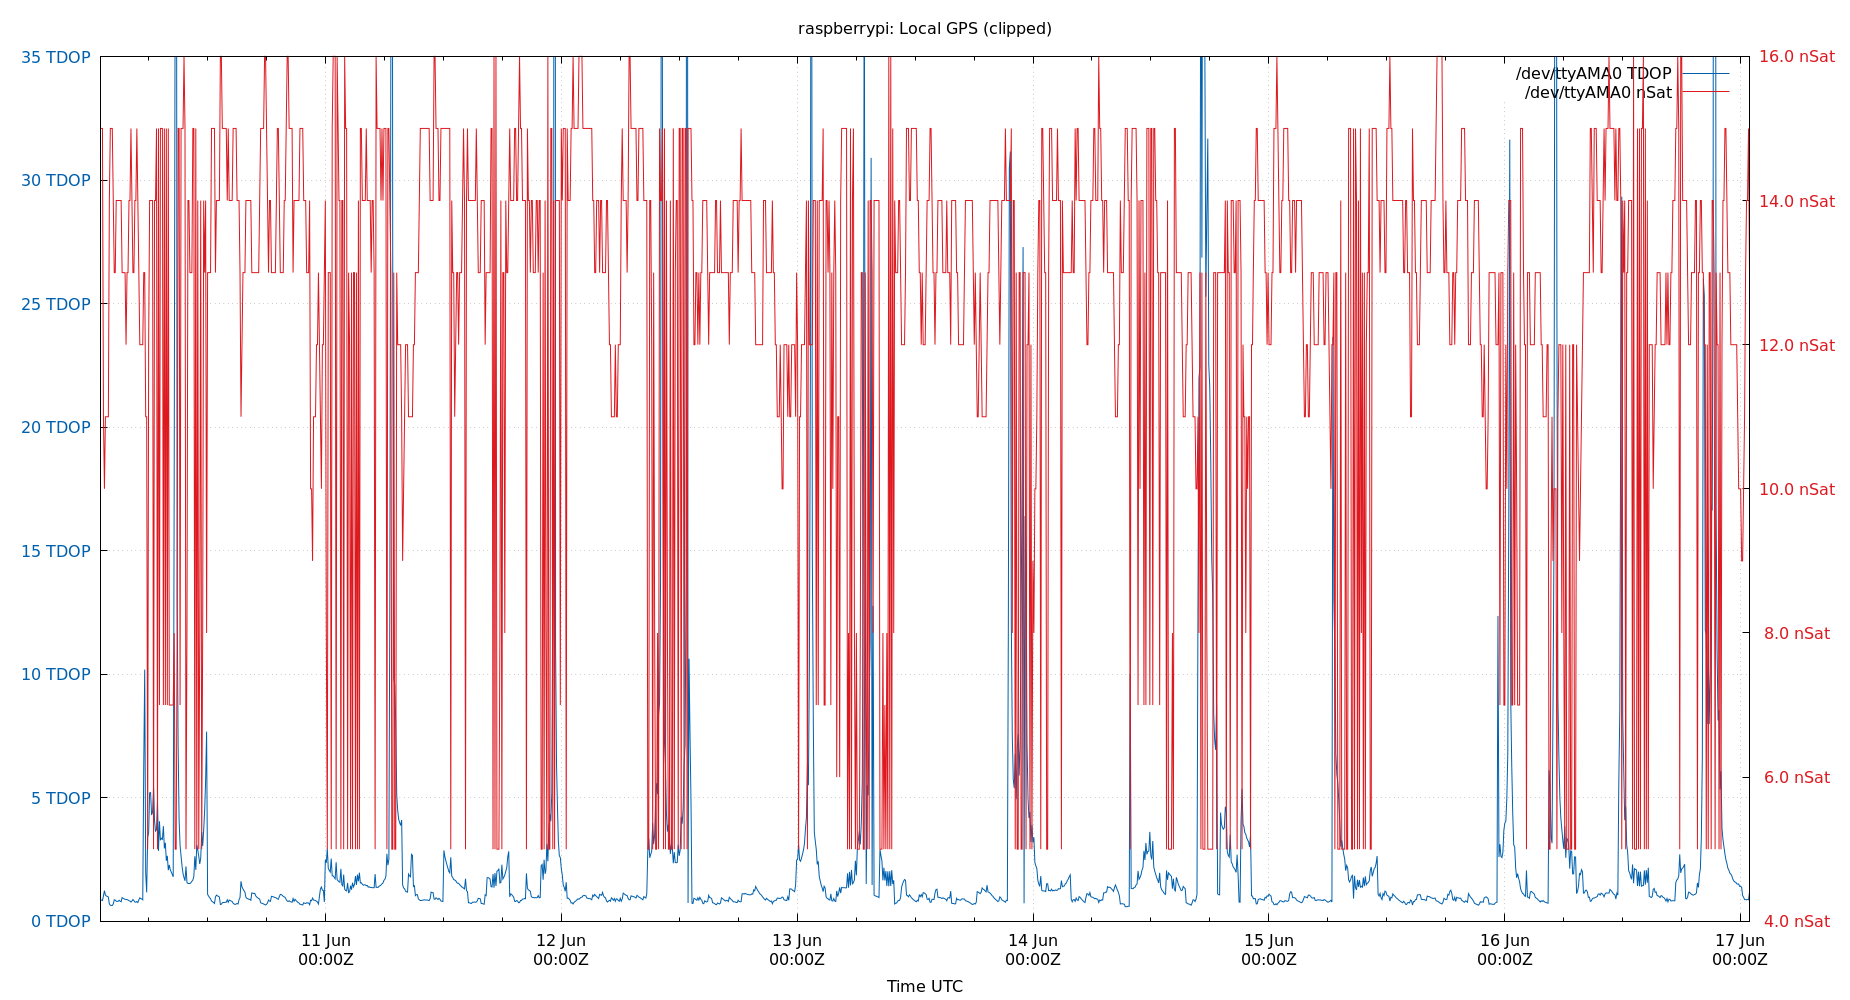 raspberrypi: Local GPS (clipped)
35 TDOP
30 TDOP
25 TDOP
20 TDOP
15 TDOP
10 TDOP
5 TDOP
0 TDOP
16.0 nSat
14.0 nSat
12.0 nSat
10.0 nSat
8.0 nSat
6.0 nSat
4.0 nSat
/dev/ttyAMA0 TDOP
/dev/ttyAMA0 nSat
11 Jun
00:00Z
12 Jun
00:00Z
13 Jun
00:00Z
14 Jun
00:00Z
15 Jun
00:00Z
16 Jun
00:00Z
17 Jun
00:00Z
Time UTC